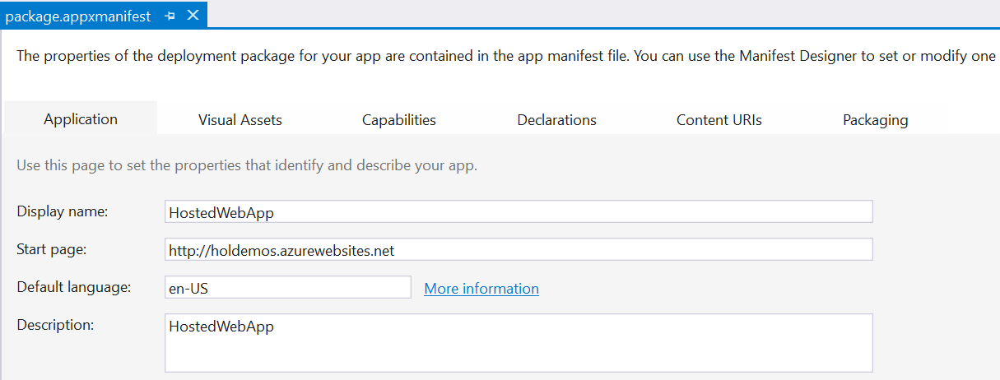 package.appxmanifest
The properties of the deployment package for your app are contained in the app manifest file. You can use the Manifest Designer to set or modify one
Application Visual Assets Capabilities Declarations Content URIs Packaging
Use this page to set the properties that identify and describe your app.
Display name: HostedWebApp
Start page: http://holdemos.azurewebsites.net
Default language: en-US More information
Description: HostedWebApp